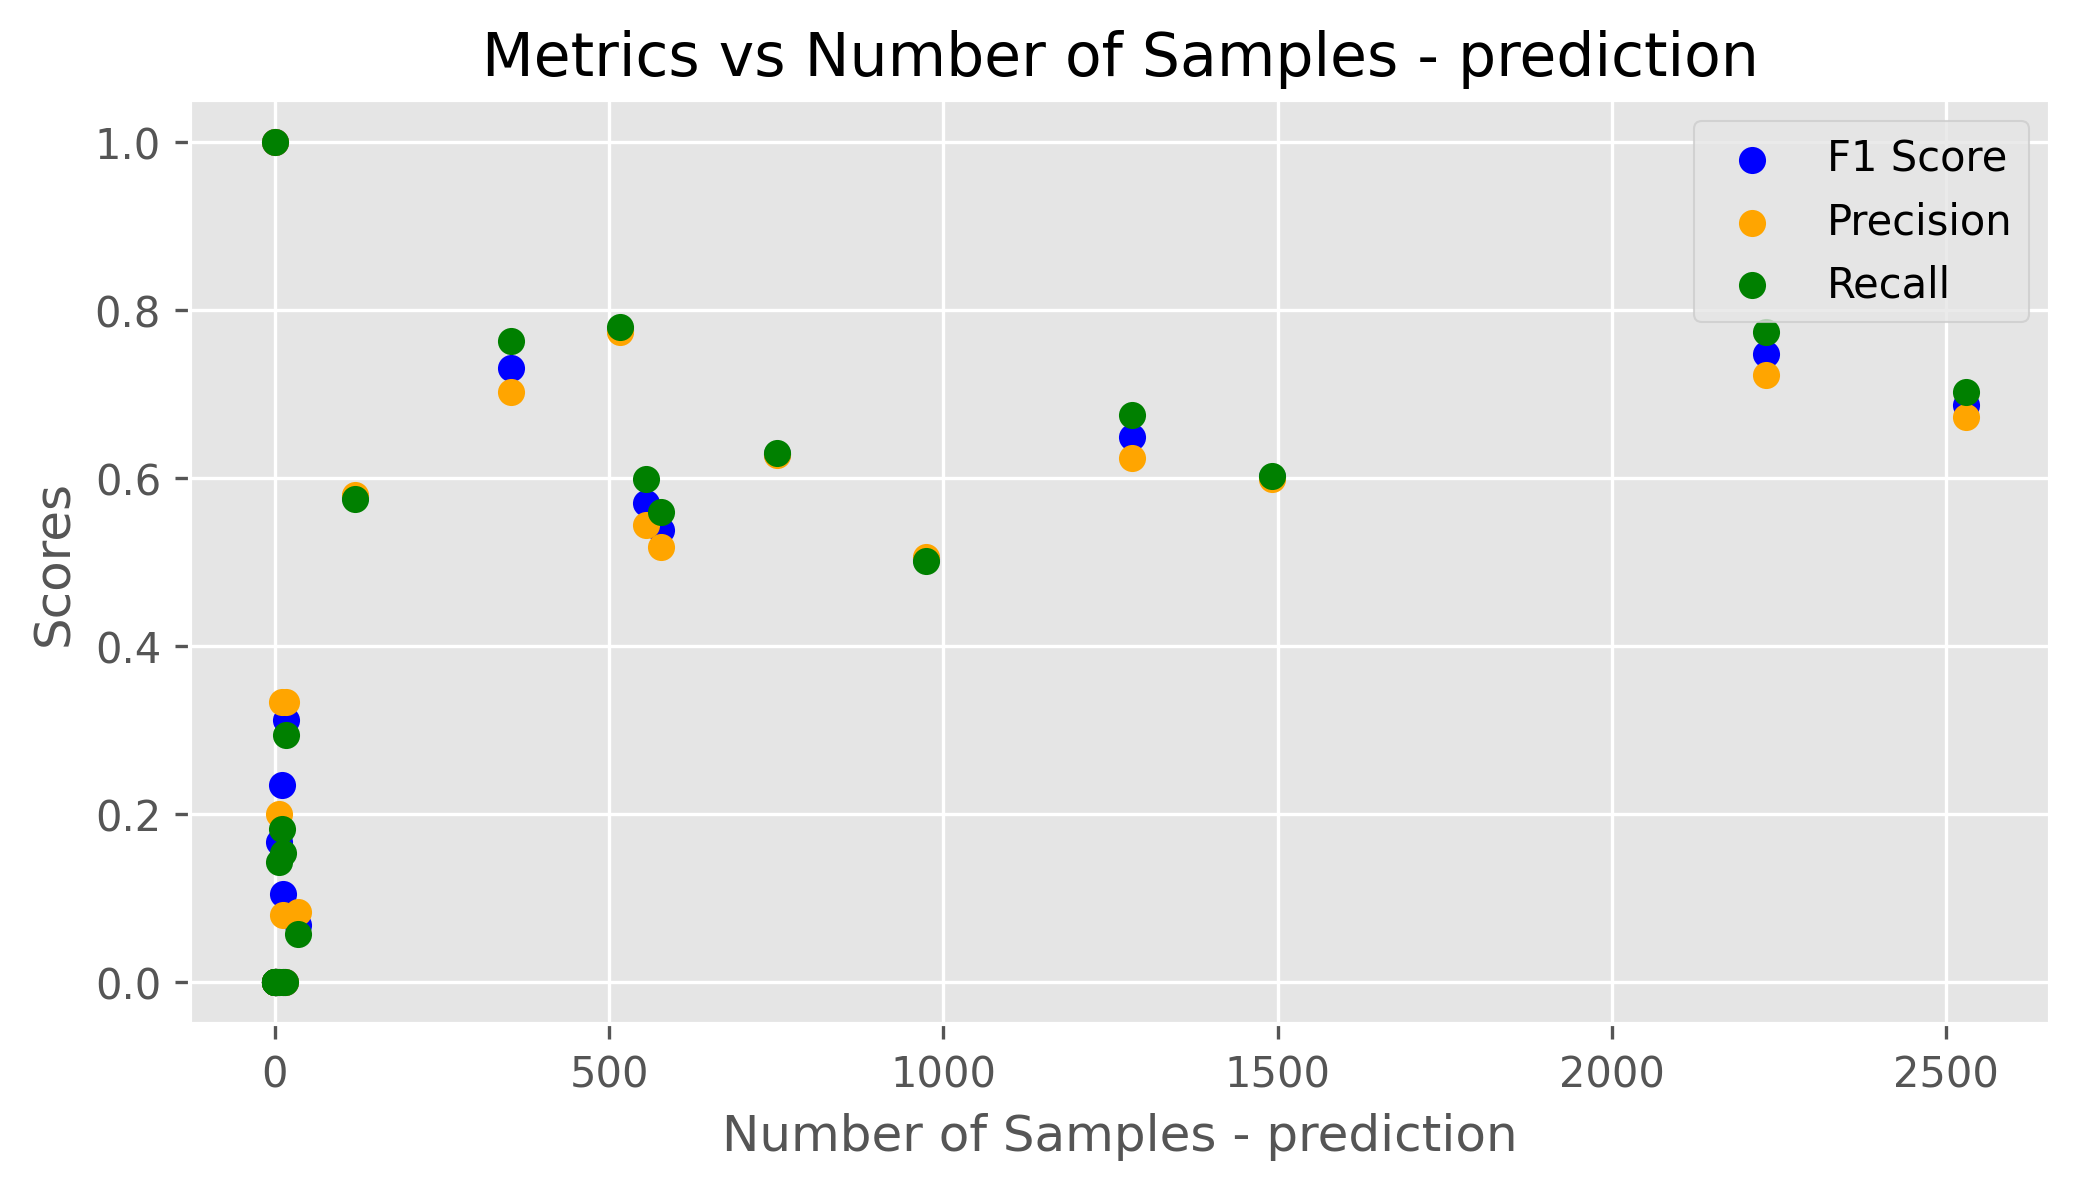 Metrics vs Number of Samples - prediction
F1 Score
Precision
Recall
Scores
1.0
0.8
0.6
0.4
0.2
0.0
0 500 1000 1500 2000 2500
Number of Samples - prediction